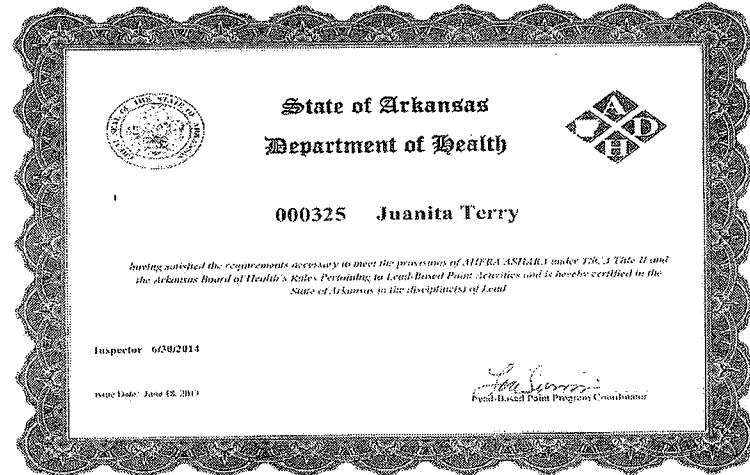 State of Arkansas
Department of Health
A
D
H
000325 Juanita Terry
having satisfied the requirements necessary to meet the provisions of AHERA ASHARA under TSCA Title II and
the Arkansas Board of Health's Rules Pertaining to Lead-Based Paint Activities and is hereby certified in the
State of Arkansas in the discipline(s) of Lead
Inspector 6/30/2014
Issue Date: June 18, 2013
Lead-Based Paint Program Coordinator